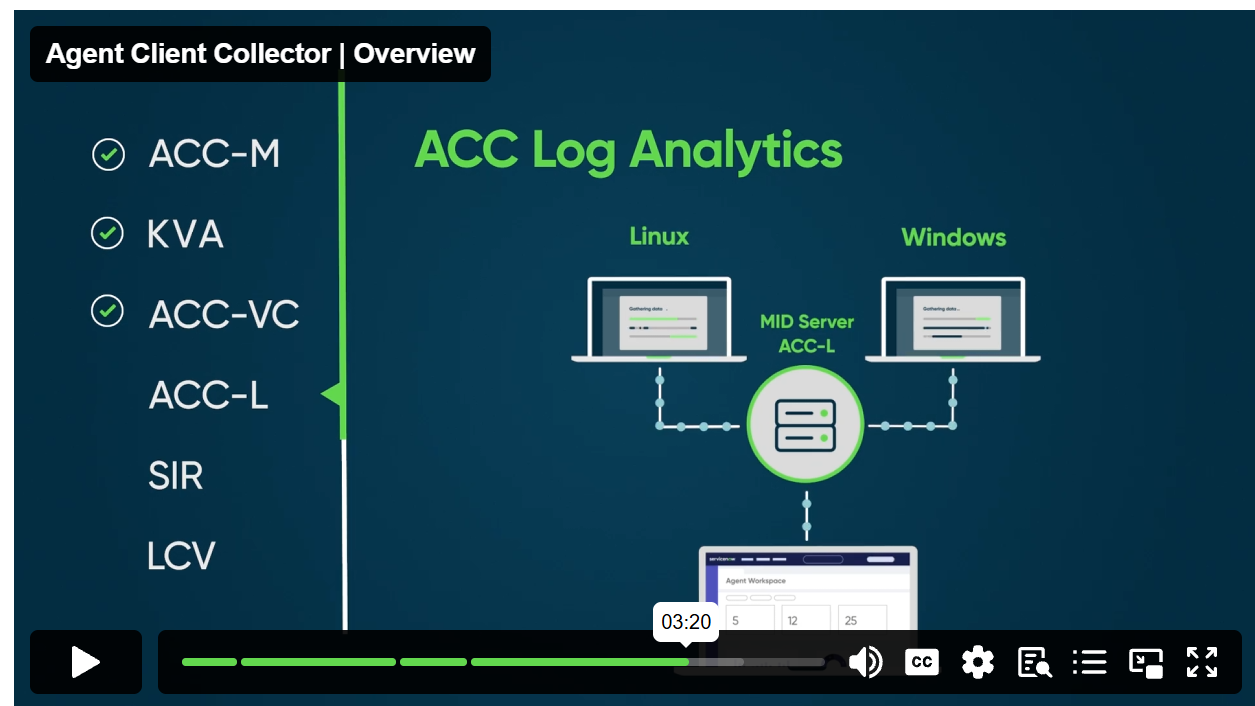 Agent Client Collector | Overview
ACC-M
KVA
ACC-VC
ACC-L
SIR
LCV
ACC Log Analytics
Linux
Windows
Gathering data ..
Gathering data...
MID Server
ACC-L
servicenow
Agent Workspace
5 12 25
03:20
CC